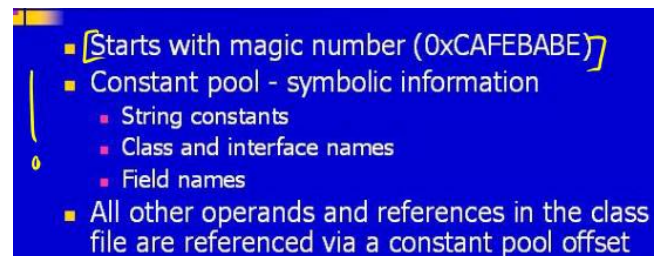 Starts with magic number (0xCAFEBABE)
Constant pool - symbolic information
String constants
Class and interface names
Field names
All other operands and references in the class
file are referenced via a constant pool offset